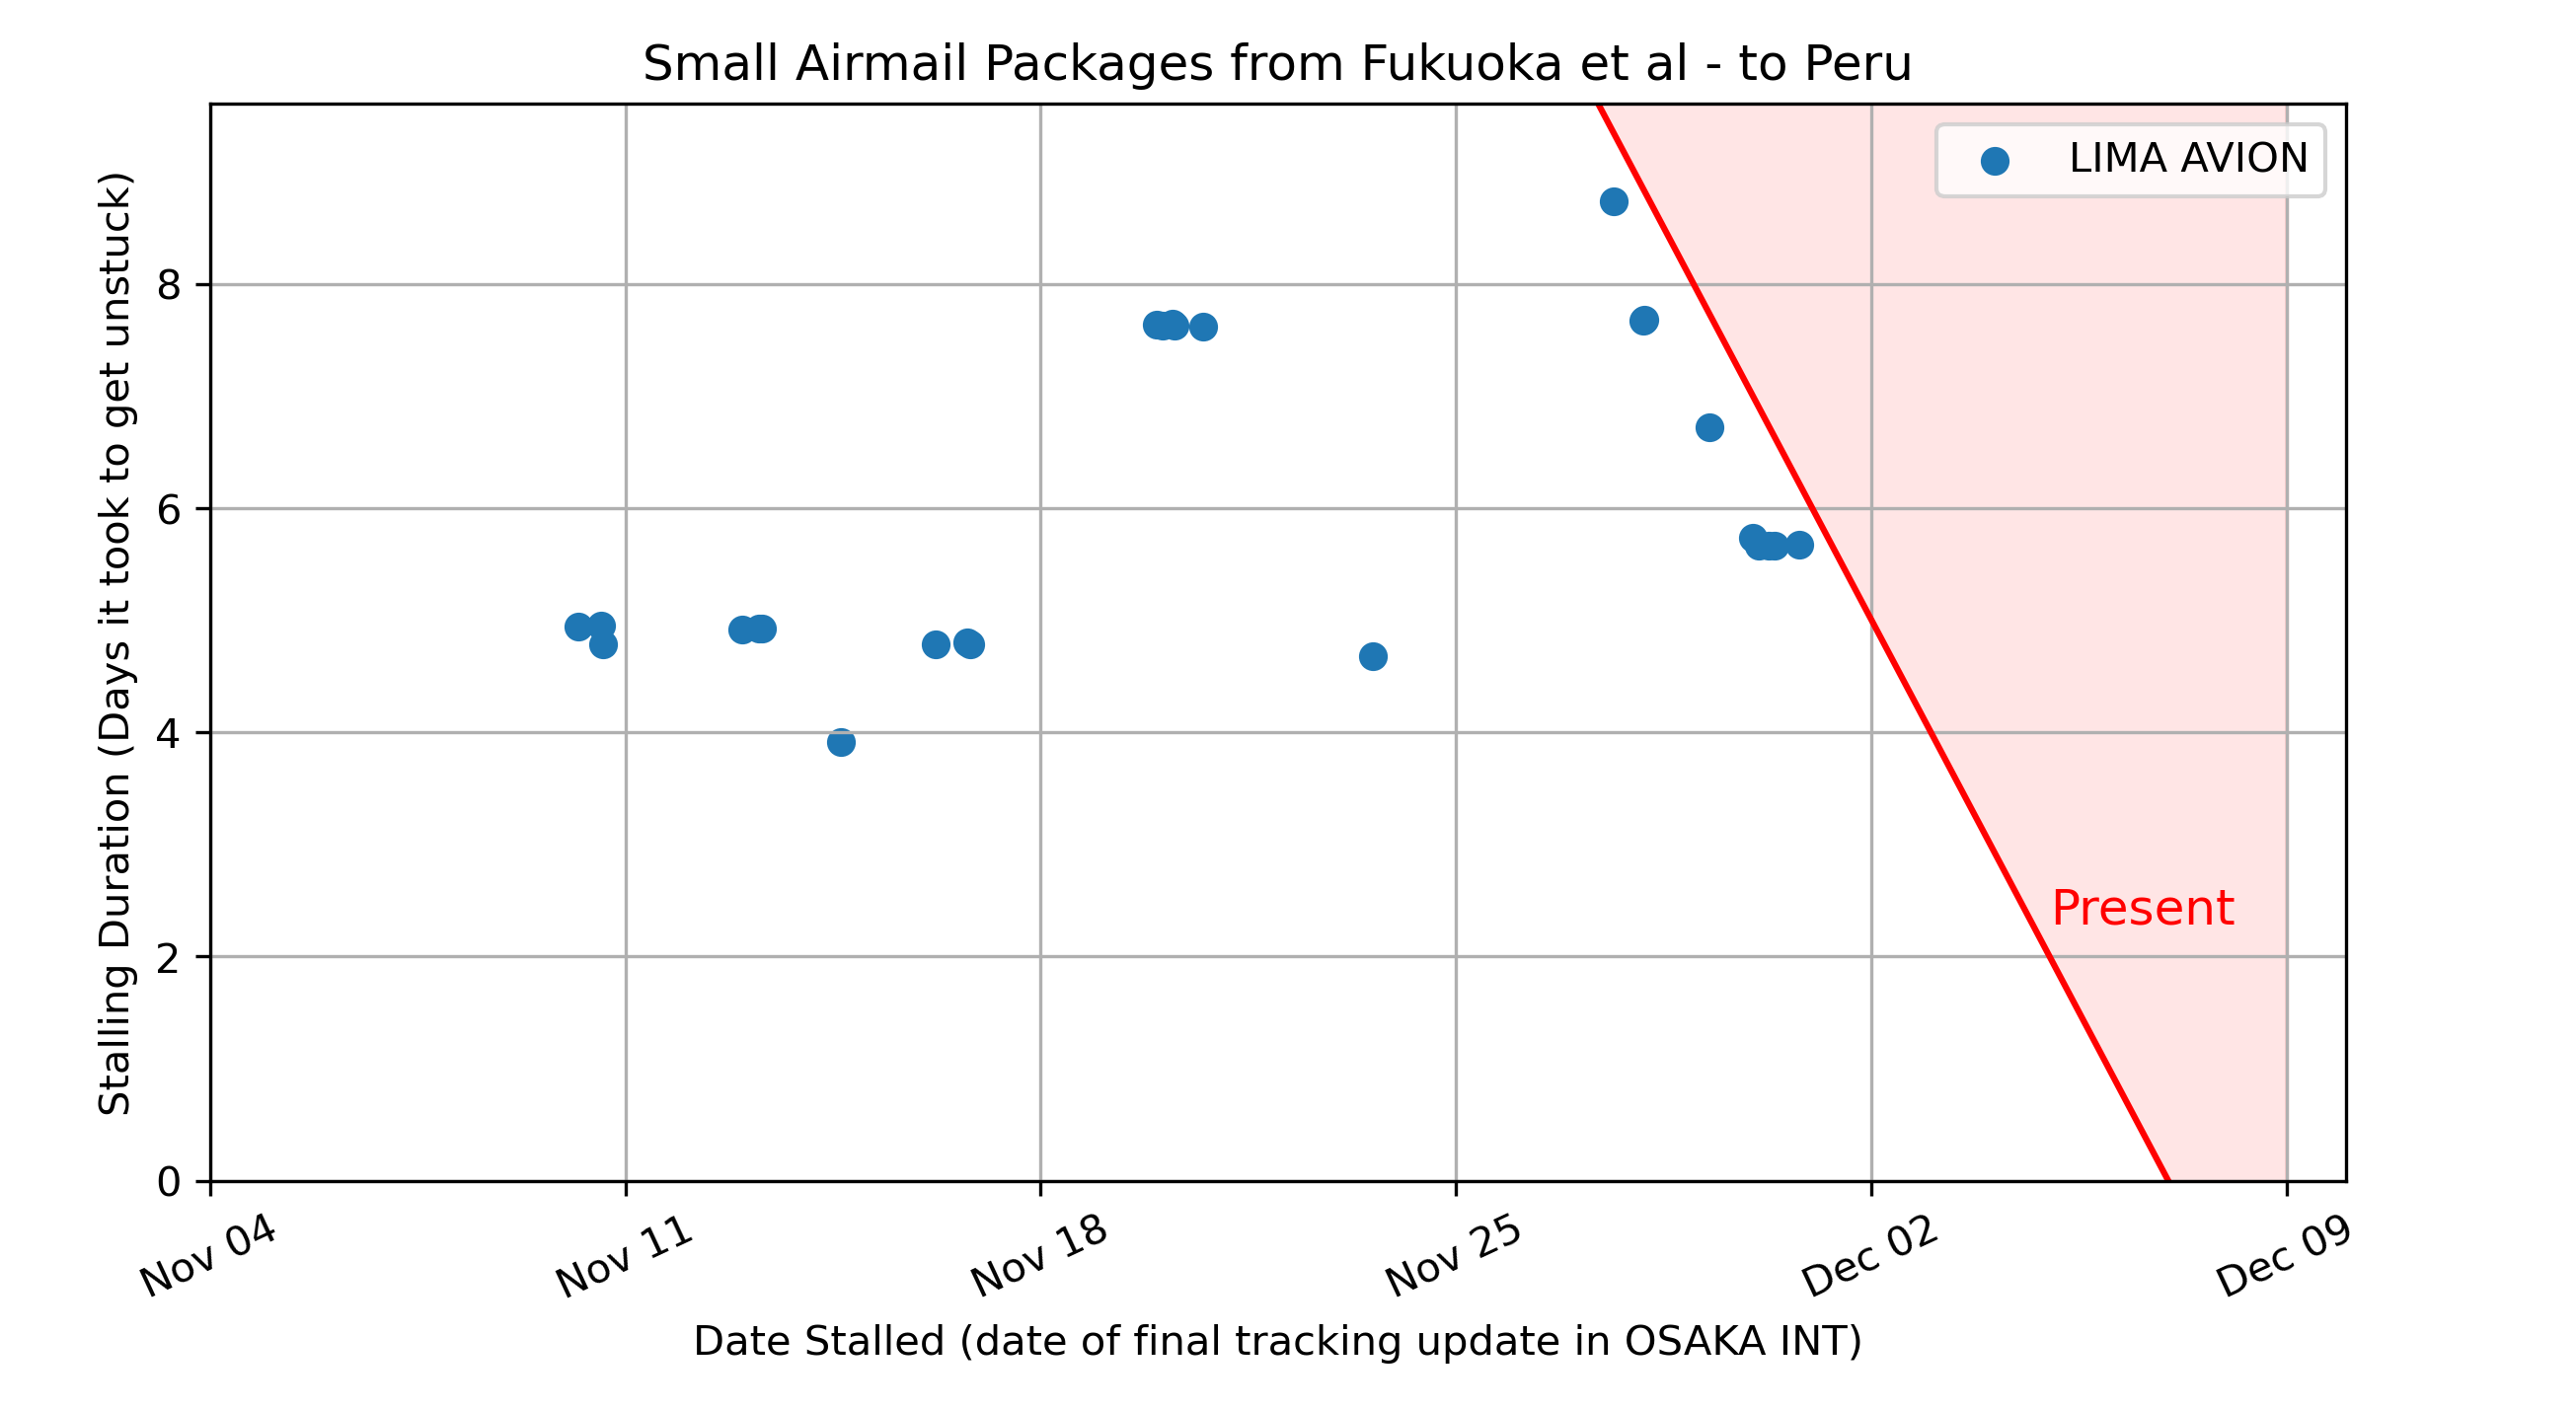 Small Airmail Packages from Fukuoka et al - to Peru
LIMA AVION
Stalling Duration (Days it took to get unstuck)
8
6
4
2
0
Present
Nov 04
Nov 11
Nov 18
Nov 25
Dec 02
Dec 09
Date Stalled (date of final tracking update in OSAKA INT)